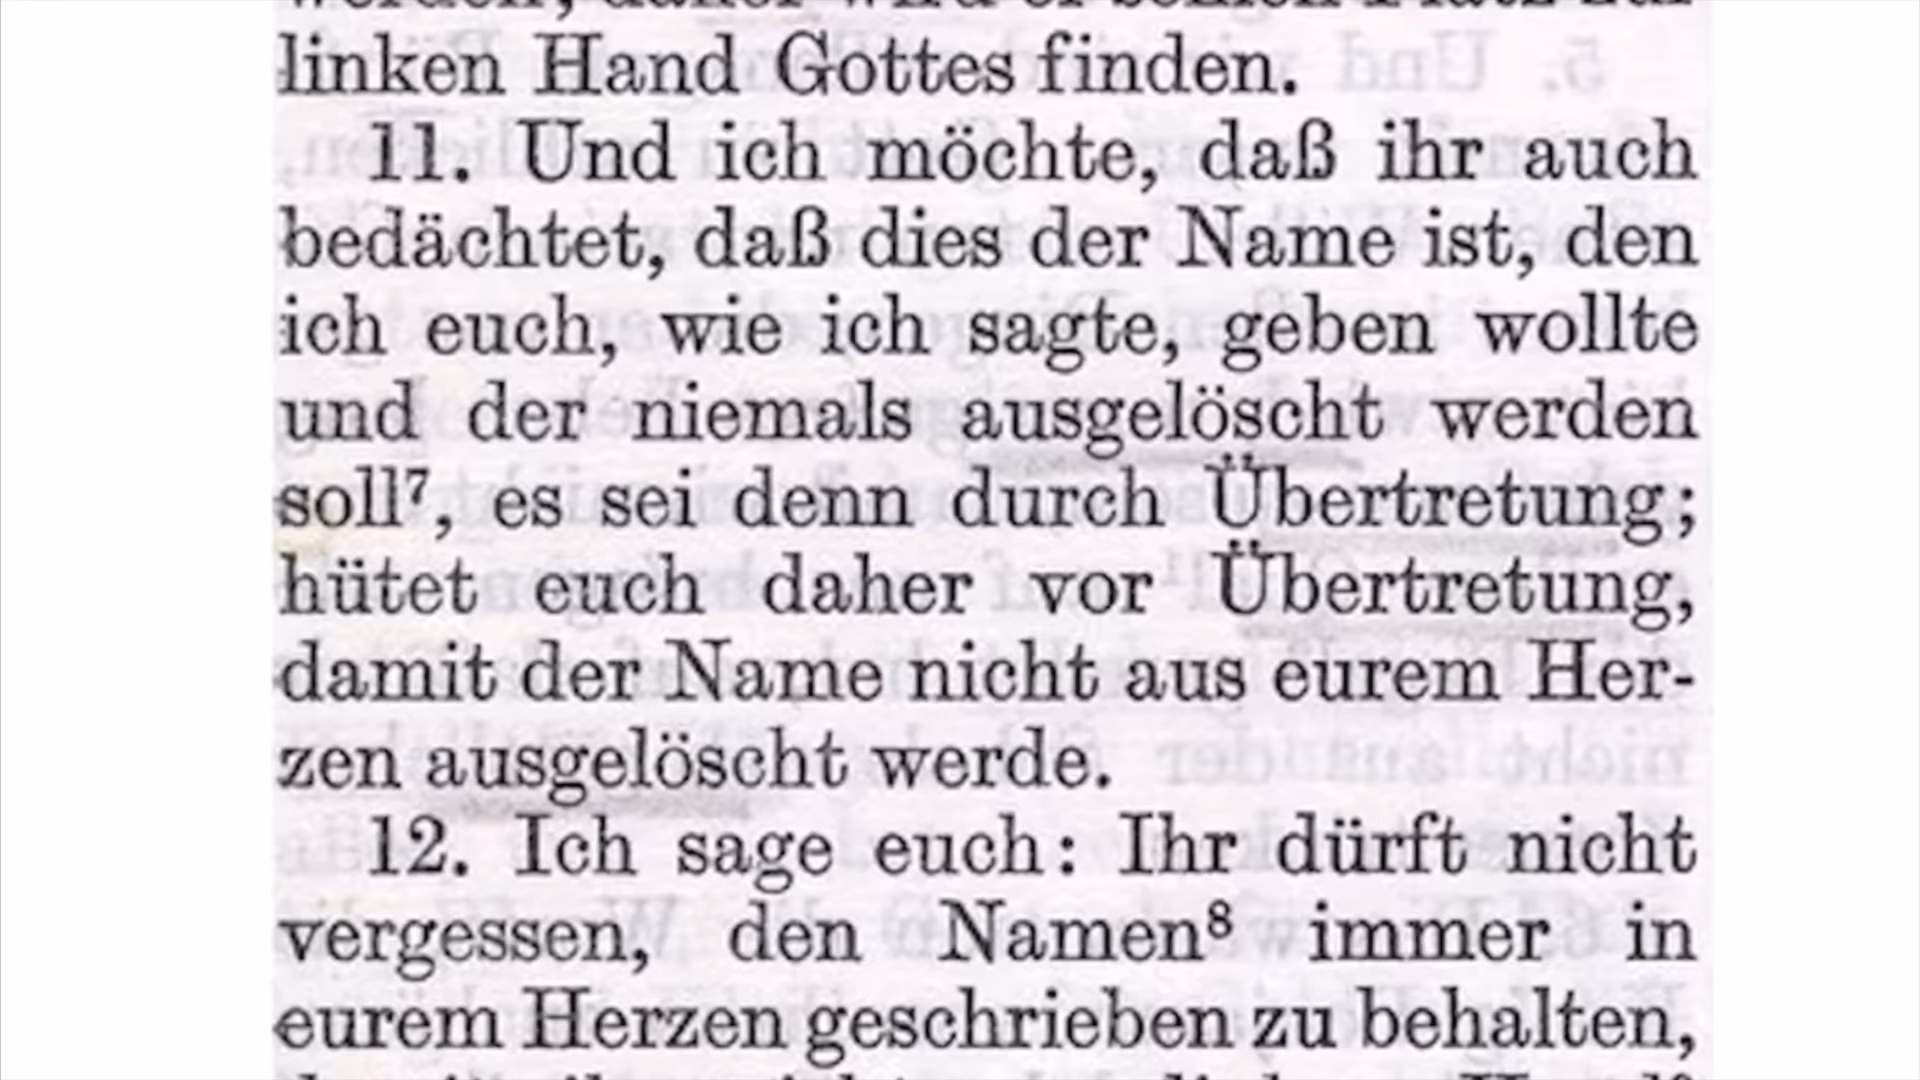 linken Hand Gottes finden.
11. Und ich möchte, daß ihr auch
bedächtet, daß dies der Name ist, den
ich euch, wie ich sagte, geben wollte
und der niemals ausgelöscht werden
soll⁷, es sei denn durch Übertretung;
hütet euch daher vor Übertretung,
damit der Name nicht aus eurem Her-
zen ausgelöscht werde.
12. Ich sage euch: Ihr dürft nicht
vergessen, den Namen⁸ immer in
eurem Herzen geschrieben zu behalten,